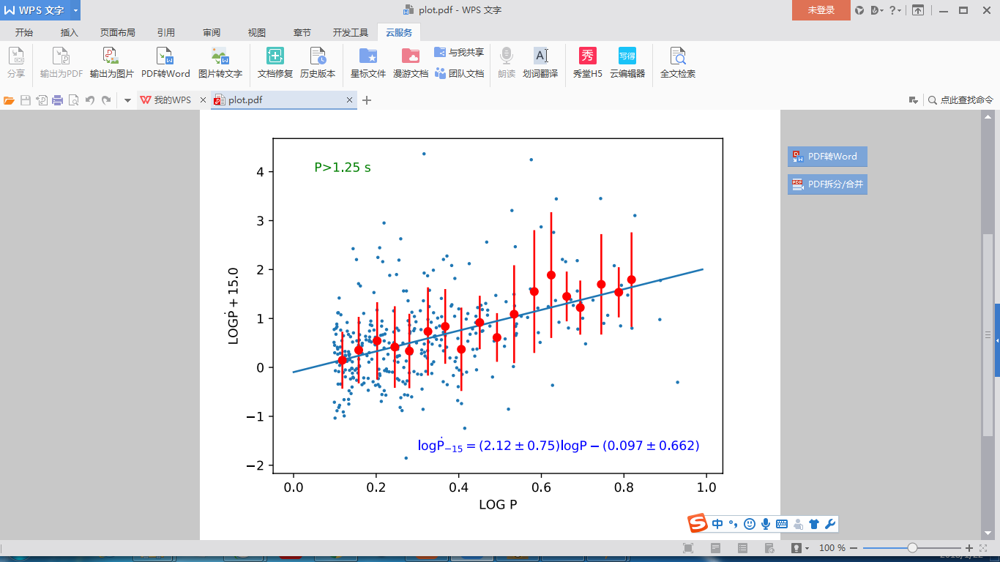 WPS 文字
plot.pdf - WPS 文字
未登录
开始 插入 页面布局 引用 审阅 视图 章节 开发工具 云服务
分享 输出为PDF 输出为图片 PDF转Word 图片转文字 文档修复 历史版本 星标文件 漫游文档 与我共享 团队文档 朗读 划词翻译 秀堂H5 云编辑器 全文检索
秀
写得
我的WPS
plot.pdf
点此查找命令
PDF转Word
PDF拆分/合并
P>1.25 s
4
3
2
1
0
−1
−2
LOGṖ + 15.0
logṖ₋₁₅ = (2.12 ± 0.75)logP − (0.097 ± 0.662)
0.0 0.2 0.4 0.6 0.8 1.0
LOG P
中
100 %